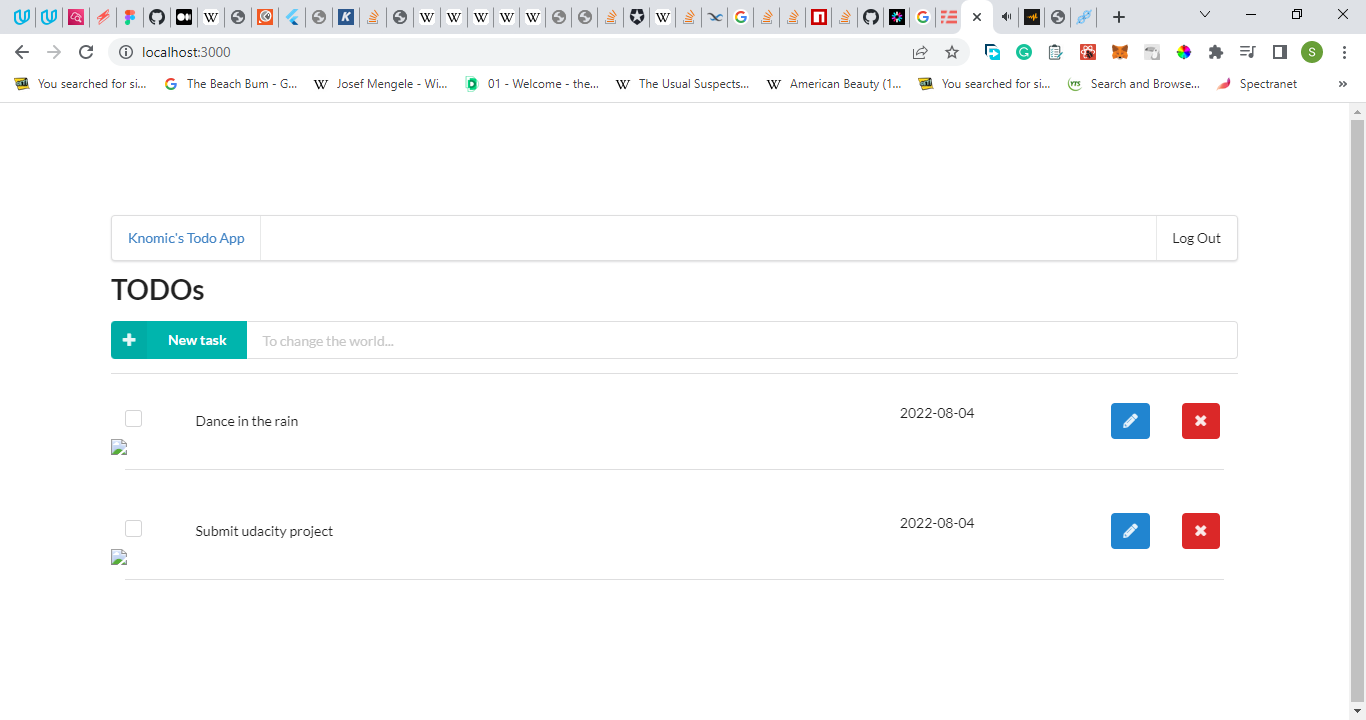 localhost:3000
S
You searched for si...
The Beach Bum - G...
Josef Mengele - Wi...
01 - Welcome - the...
The Usual Suspects...
American Beauty (1...
You searched for si...
Search and Browse...
Spectranet
»
Knomic's Todo App
Log Out
TODOs
New task
To change the world...
Dance in the rain
2022-08-04
Submit udacity project
2022-08-04